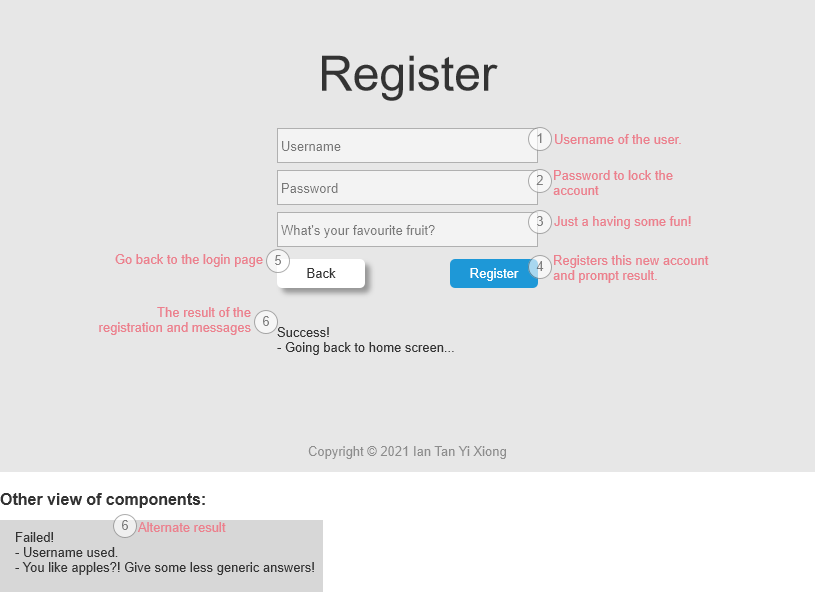 Register
Username
1
Username of the user.
Password
2
Password to lock the
account
What's your favourite fruit?
3
Just a having some fun!
Go back to the login page
5
Back
Register
4
Registers this new account
and prompt result.
The result of the
registration and messages
6
Success!
- Going back to home screen...
Copyright © 2021 Ian Tan Yi Xiong
Other view of components:
6
Alternate result
Failed!
- Username used.
- You like apples?! Give some less generic answers!